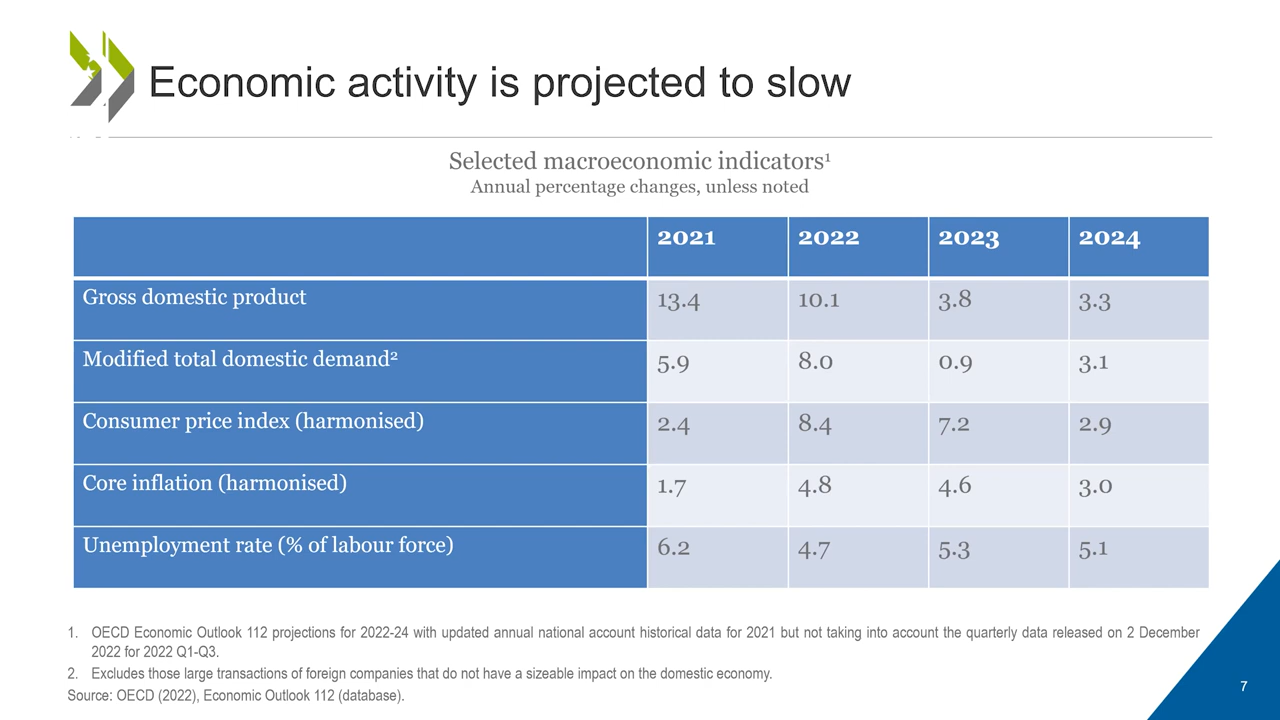 Economic activity is projected to slow
Selected macroeconomic indicators¹
Annual percentage changes, unless noted
2021 2022 2023 2024
Gross domestic product 13.4 10.1 3.8 3.3
Modified total domestic demand² 5.9 8.0 0.9 3.1
Consumer price index (harmonised) 2.4 8.4 7.2 2.9
Core inflation (harmonised) 1.7 4.8 4.6 3.0
Unemployment rate (% of labour force) 6.2 4.7 5.3 5.1
1. OECD Economic Outlook 112 projections for 2022-24 with updated annual national account historical data for 2021 but not taking into account the quarterly data released on 2 December
2022 for 2022 Q1-Q3.
2. Excludes those large transactions of foreign companies that do not have a sizeable impact on the domestic economy.
Source: OECD (2022), Economic Outlook 112 (database).
7